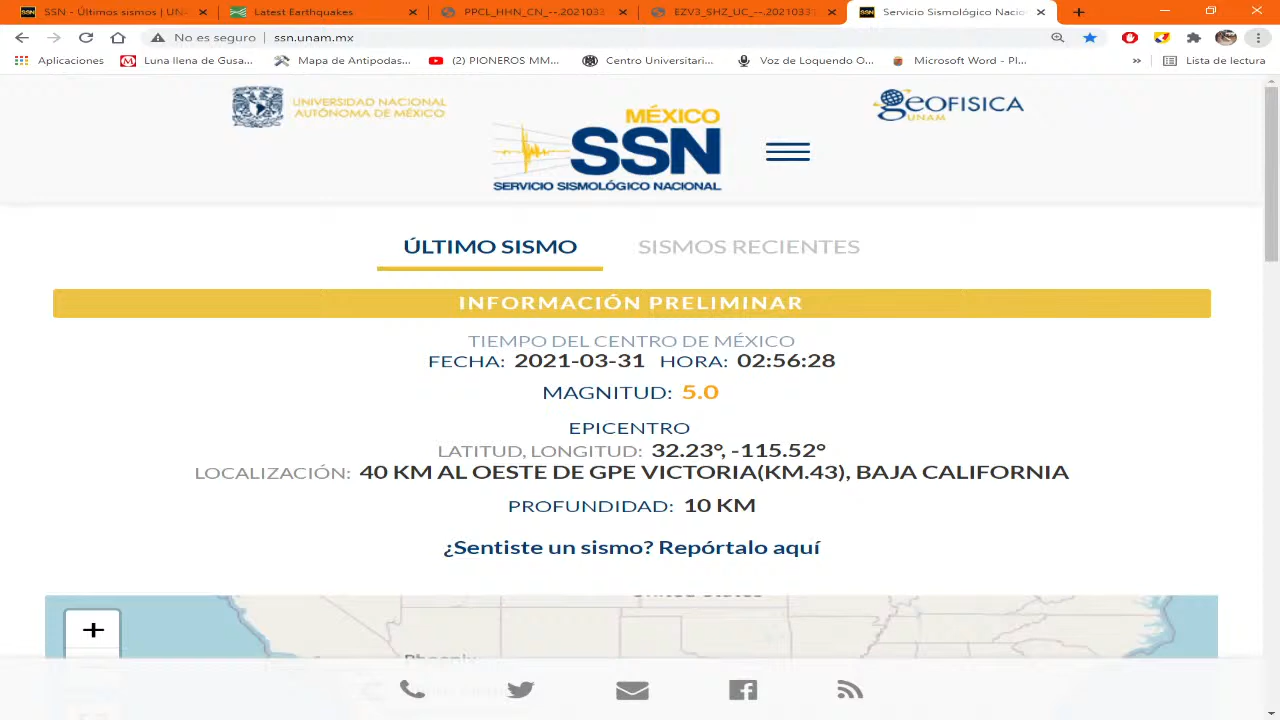 SSN - Últimos sismos | UN
Latest Earthquakes
PPCL_HHN_CN_--.2021033
EZV3_SHZ_UC_--.2021033
Servicio Sismológico Nacio
No es seguro | ssn.unam.mx
Aplicaciones
Luna llena de Gusa...
Mapa de Antipodas...
(2) PIONEROS MM...
Centro Universitari...
Voz de Loquendo O...
Microsoft Word - Pl...
»
Lista de lectura
UNIVERSIDAD NACIONAL
AUTÓNOMA DE MÉXICO
MÉXICO
SSN
SERVICIO SISMOLÓGICO NACIONAL
GEOFISICA
UNAM
ÚLTIMO SISMO
SISMOS RECIENTES
INFORMACIÓN PRELIMINAR
TIEMPO DEL CENTRO DE MÉXICO
FECHA: 2021-03-31 HORA: 02:56:28
MAGNITUD: 5.0
EPICENTRO
LATITUD, LONGITUD: 32.23°, -115.52°
LOCALIZACIÓN: 40 KM AL OESTE DE GPE VICTORIA(KM.43), BAJA CALIFORNIA
PROFUNDIDAD: 10 KM
¿Sentiste un sismo? Repórtalo aquí
+